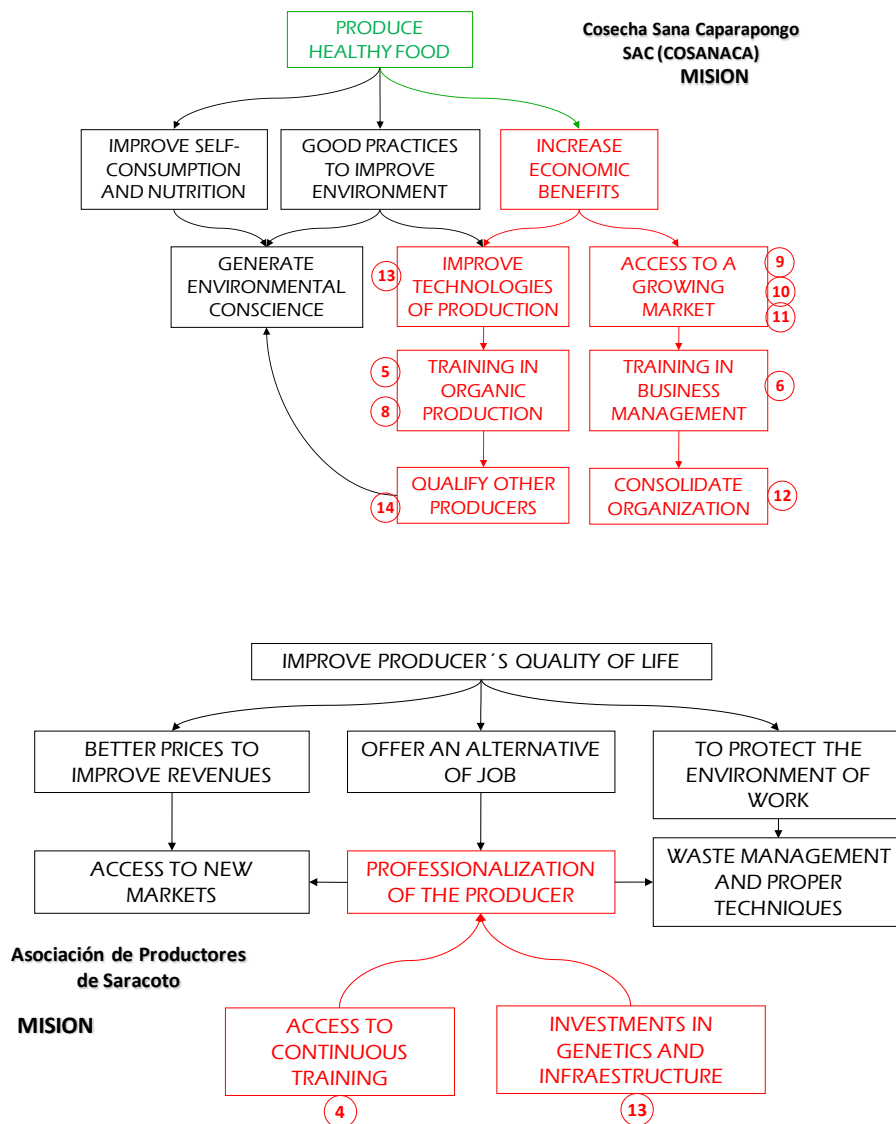 PRODUCE
HEALTHY FOOD
Cosecha Sana Caparapongo
SAC (COSANACA)
MISION
IMPROVE SELF-
CONSUMPTION
AND NUTRITION
GOOD PRACTICES
TO IMPROVE
ENVIRONMENT
INCREASE
ECONOMIC
BENEFITS
GENERATE
ENVIRONMENTAL
CONSCIENCE
13
IMPROVE
TECHNOLOGIES
OF PRODUCTION
ACCESS TO A
GROWING
MARKET
9
10
11
5
8
TRAINING IN
ORGANIC
PRODUCTION
TRAINING IN
BUSINESS
MANAGEMENT
6
14
QUALIFY OTHER
PRODUCERS
CONSOLIDATE
ORGANIZATION
12
IMPROVE PRODUCER´S QUALITY OF LIFE
BETTER PRICES TO
IMPROVE REVENUES
OFFER AN ALTERNATIVE
OF JOB
TO PROTECT THE
ENVIRONMENT OF
WORK
ACCESS TO NEW
MARKETS
PROFESSIONALIZATION
OF THE PRODUCER
WASTE MANAGEMENT
AND PROPER
TECHNIQUES
Asociación de Productores
de Saracoto
MISION
ACCESS TO
CONTINUOUS
TRAINING
4
INVESTMENTS IN
GENETICS AND
INFRAESTRUCTURE
13